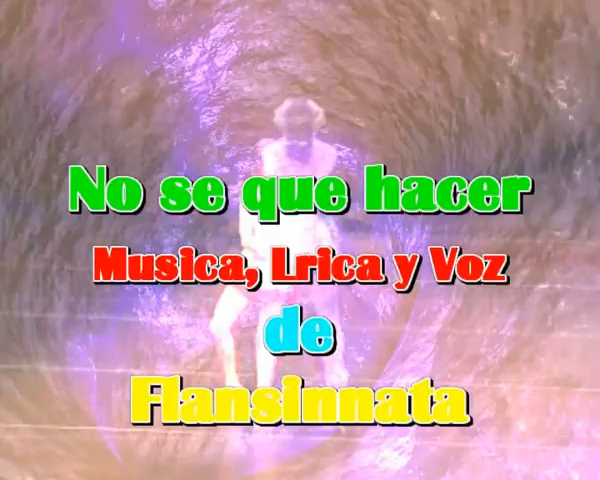 No se que hacer
Musica, Lrica y Voz
de
Flansinnata